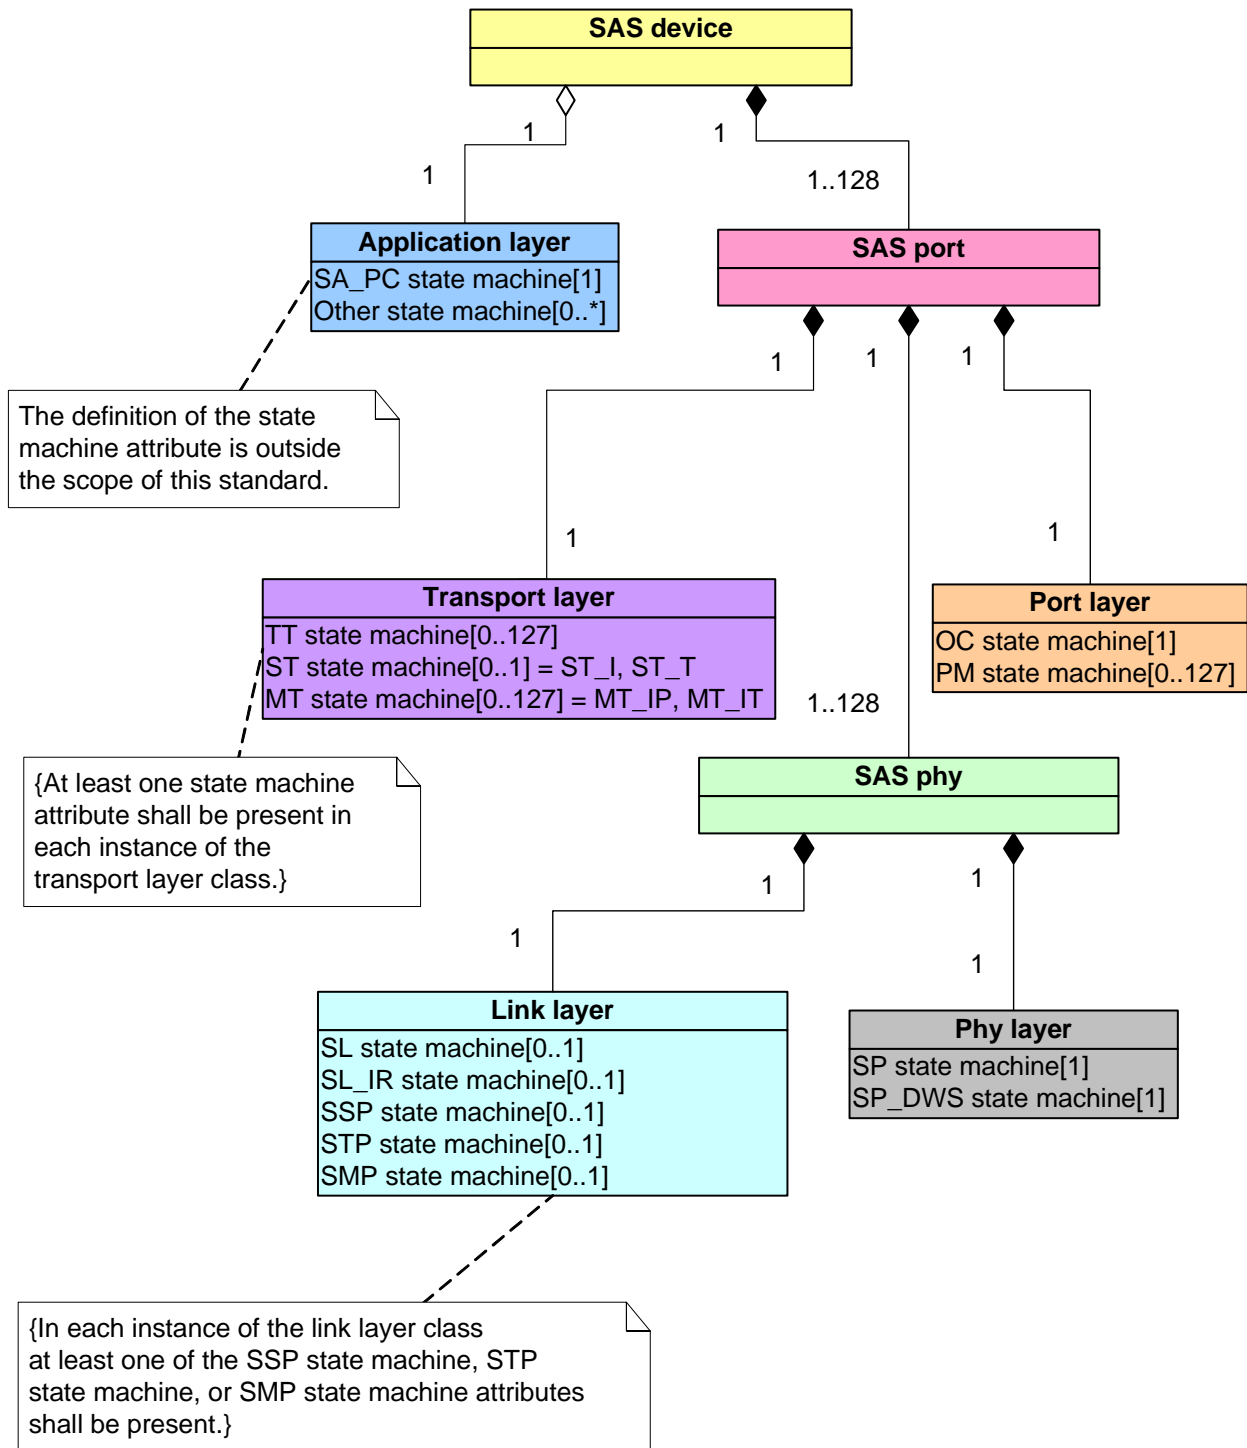 SAS device
1
1
1
1..128
Application layer
SA_PC state machine[1]
Other state machine[0..*]
SAS port
The definition of the state
machine attribute is outside
the scope of this standard.
1
1
1
1
1
Transport layer
TT state machine[0..127]
ST state machine[0..1] = ST_I, ST_T
MT state machine[0..127] = MT_IP, MT_IT
Port layer
OC state machine[1]
PM state machine[0..127]
1..128
{At least one state machine
attribute shall be present in
each instance of the
transport layer class.}
SAS phy
1
1
1
1
Link layer
SL state machine[0..1]
SL_IR state machine[0..1]
SSP state machine[0..1]
STP state machine[0..1]
SMP state machine[0..1]
Phy layer
SP state machine[1]
SP_DWS state machine[1]
{In each instance of the link layer class
at least one of the SSP state machine, STP
state machine, or SMP state machine attributes
shall be present.}